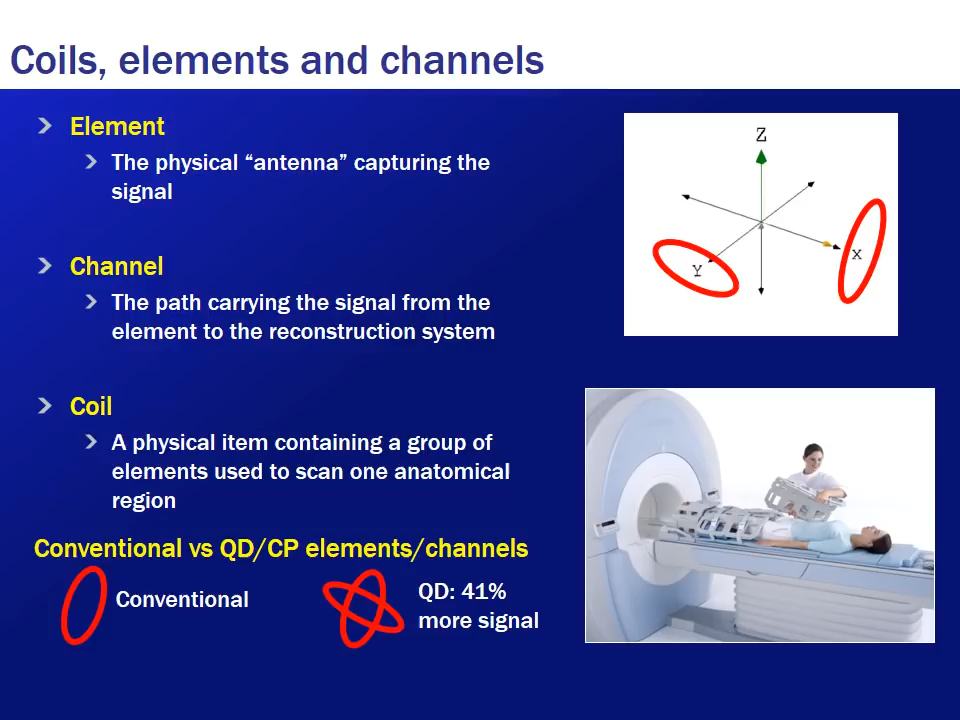 Coils, elements and channels
Element
The physical “antenna” capturing the
signal
Channel
The path carrying the signal from the
element to the reconstruction system
Coil
A physical item containing a group of
elements used to scan one anatomical
region
Conventional vs QD/CP elements/channels
Conventional
QD: 41%
more signal
Z
Y
X